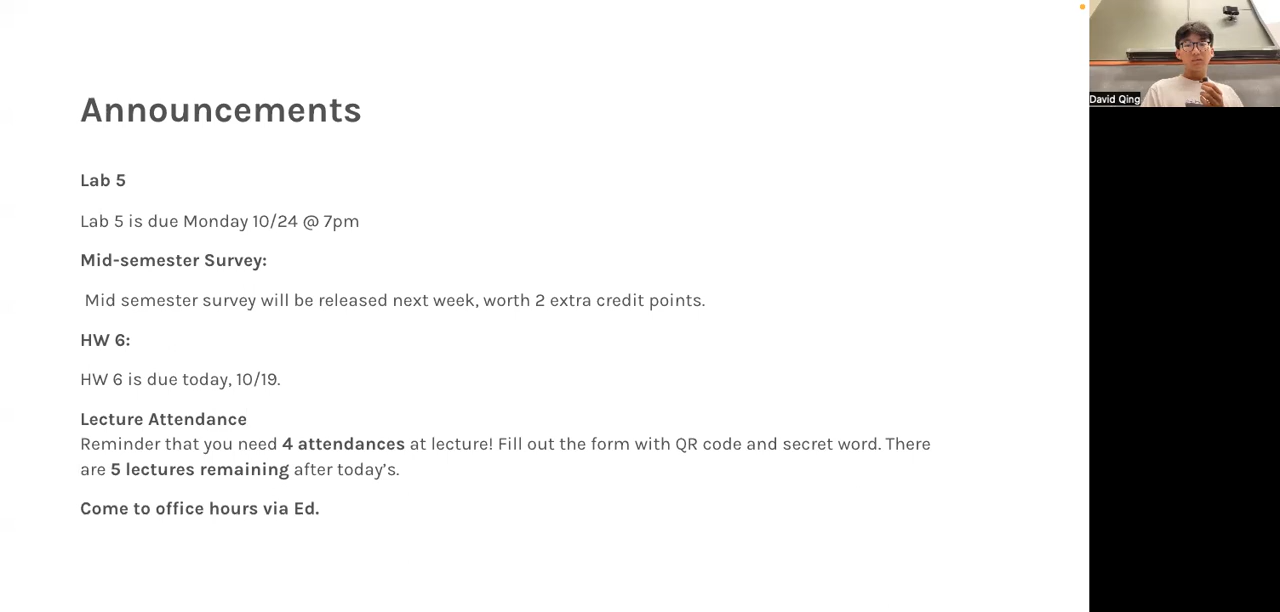 Announcements
Lab 5
Lab 5 is due Monday 10/24 @ 7pm
Mid-semester Survey:
Mid semester survey will be released next week, worth 2 extra credit points.
HW 6:
HW 6 is due today, 10/19.
Lecture Attendance
Reminder that you need 4 attendances at lecture! Fill out the form with QR code and secret word. There
are 5 lectures remaining after today's.
Come to office hours via Ed.
David Qing